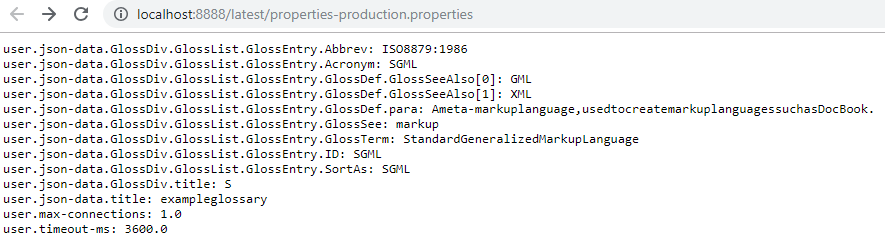 localhost:8888/latest/properties-production.properties
user.json-data.GlossDiv.GlossList.GlossEntry.Abbrev: ISO8879:1986
user.json-data.GlossDiv.GlossList.GlossEntry.Acronym: SGML
user.json-data.GlossDiv.GlossList.GlossEntry.GlossDef.GlossSeeAlso[0]: GML
user.json-data.GlossDiv.GlossList.GlossEntry.GlossDef.GlossSeeAlso[1]: XML
user.json-data.GlossDiv.GlossList.GlossEntry.GlossDef.para: Ameta-markuplanguage,usedtocreatemarkuplanguagessuchasDocBook.
user.json-data.GlossDiv.GlossList.GlossEntry.GlossSee: markup
user.json-data.GlossDiv.GlossList.GlossEntry.GlossTerm: StandardGeneralizedMarkupLanguage
user.json-data.GlossDiv.GlossList.GlossEntry.ID: SGML
user.json-data.GlossDiv.GlossList.GlossEntry.SortAs: SGML
user.json-data.GlossDiv.title: S
user.json-data.title: exampleglossary
user.max-connections: 1.0
user.timeout-ms: 3600.0